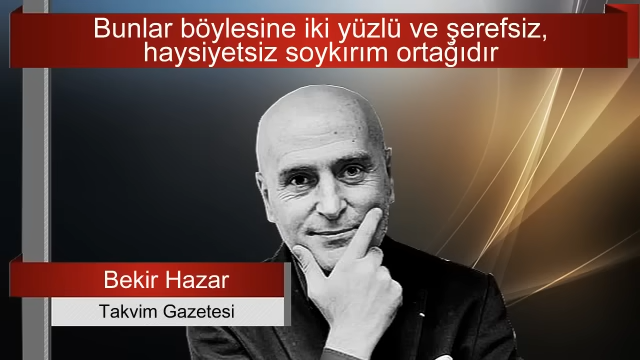 Bunlar böylesine iki yüzlü ve şerefsiz,
haysiyetsiz soykırım ortağıdır
Bekir Hazar
Takvim Gazetesi